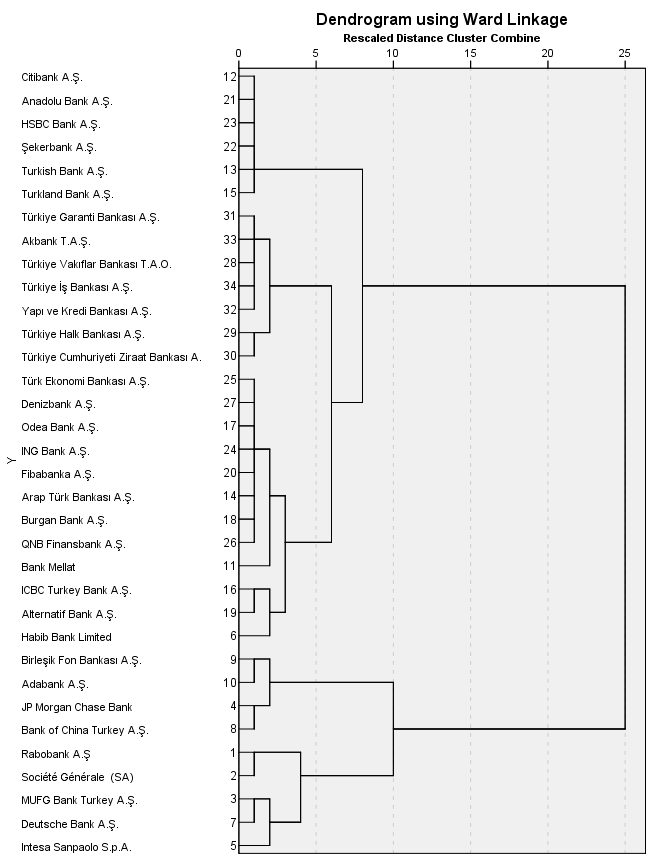 Dendrogram using Ward Linkage
Rescaled Distance Cluster Combine
0 5 10 15 20 25
Citibank A.Ş. 12
Anadolu Bank A.Ş. 21
HSBC Bank A.Ş. 23
Şekerbank A.Ş. 22
Turkish Bank A.Ş. 13
Turkland Bank A.Ş. 15
Türkiye Garanti Bankası A.Ş. 31
Akbank T.A.Ş. 33
Türkiye Vakıflar Bankası T.A.O. 28
Türkiye İş Bankası A.Ş. 34
Yapı ve Kredi Bankası A.Ş. 32
Türkiye Halk Bankası A.Ş. 29
Türkiye Cumhuriyeti Ziraat Bankası A. 30
Türk Ekonomi Bankası A.Ş. 25
Denizbank A.Ş. 27
Odea Bank A.Ş. 17
ING Bank A.Ş. 24
Y
Fibabanka A.Ş. 20
Arap Türk Bankası A.Ş. 14
Burgan Bank A.Ş. 18
QNB Finansbank A.Ş. 26
Bank Mellat 11
ICBC Turkey Bank A.Ş. 16
Alternatif Bank A.Ş. 19
Habib Bank Limited 6
Birleşik Fon Bankası A.Ş. 9
Adabank A.Ş. 10
JP Morgan Chase Bank 4
Bank of China Turkey A.Ş. 8
Rabobank A.Ş 1
Société Générale (SA) 2
MUFG Bank Turkey A.Ş. 3
Deutsche Bank A.Ş. 7
Intesa Sanpaolo S.p.A. 5